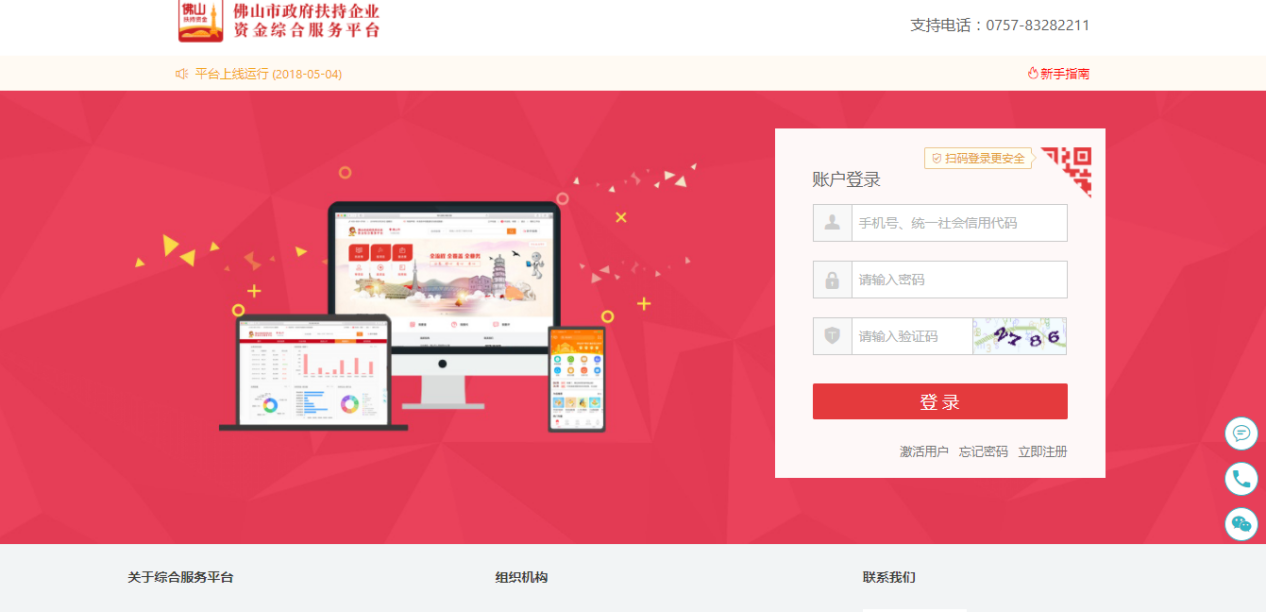 佛山
扶持资金
佛山市政府扶持企业
资金综合服务平台
支持电话：0757-83282211
平台上线运行 (2018-05-04)
新手指南
扫码登录更安全
账户登录
手机号、统一社会信用代码
请输入密码
请输入验证码
2786
登 录
激活用户 忘记密码 立即注册
关于综合服务平台
组织机构
联系我们